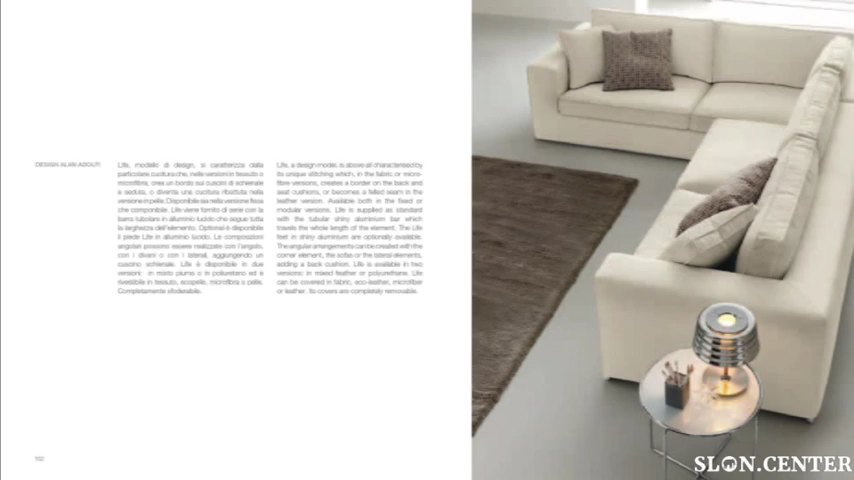 DESIGN ALAN ASOLITI
Life, modello di design, si caratterizza dalla
particolare cucitura che, nelle versioni in tessuto o
microfibra, crea un bordo sui cuscini di schienale
e seduta, o diventa una cucitura ribattuta nella
versione in pelle. Disponibile sia nella versione fissa
che componibile. Life viene fornito di serie con la
barra tubolare in alluminio lucido che segue tutta
la larghezza dell'elemento. Optional è disponibile
il piede Life in alluminio lucido. Le composizioni
angolari possono essere realizzate con l'angolo,
con i divani o con i laterali, aggiungendo un
cuscino schienale. Life è disponibile in due
versioni: in misto piuma o in poliuretano ed è
rivestibile in tessuto, ecopelle, microfibra o pelle.
Completamente sfoderabile.
Life, a design model, is above all characterised by
its unique stitching which, in the fabric or micro-
fibre versions, creates a border on the back and
seat cushions, or becomes a felled seam in the
leather version. Available both in the fixed or
modular versions. Life is supplied as standard
with the tubular shiny aluminium bar which
travels the whole length of the element. The Life
feet in shiny aluminium are optionally available.
The angular arrangements can be created with the
corner element, the sofas or the lateral elements,
adding a back cushion. Life is available in two
versions: in mixed feather or polyurethane. Life
can be covered in fabric, eco-leather, microfiber
or leather. Its covers are completely removable.
102
SLON.CENTER